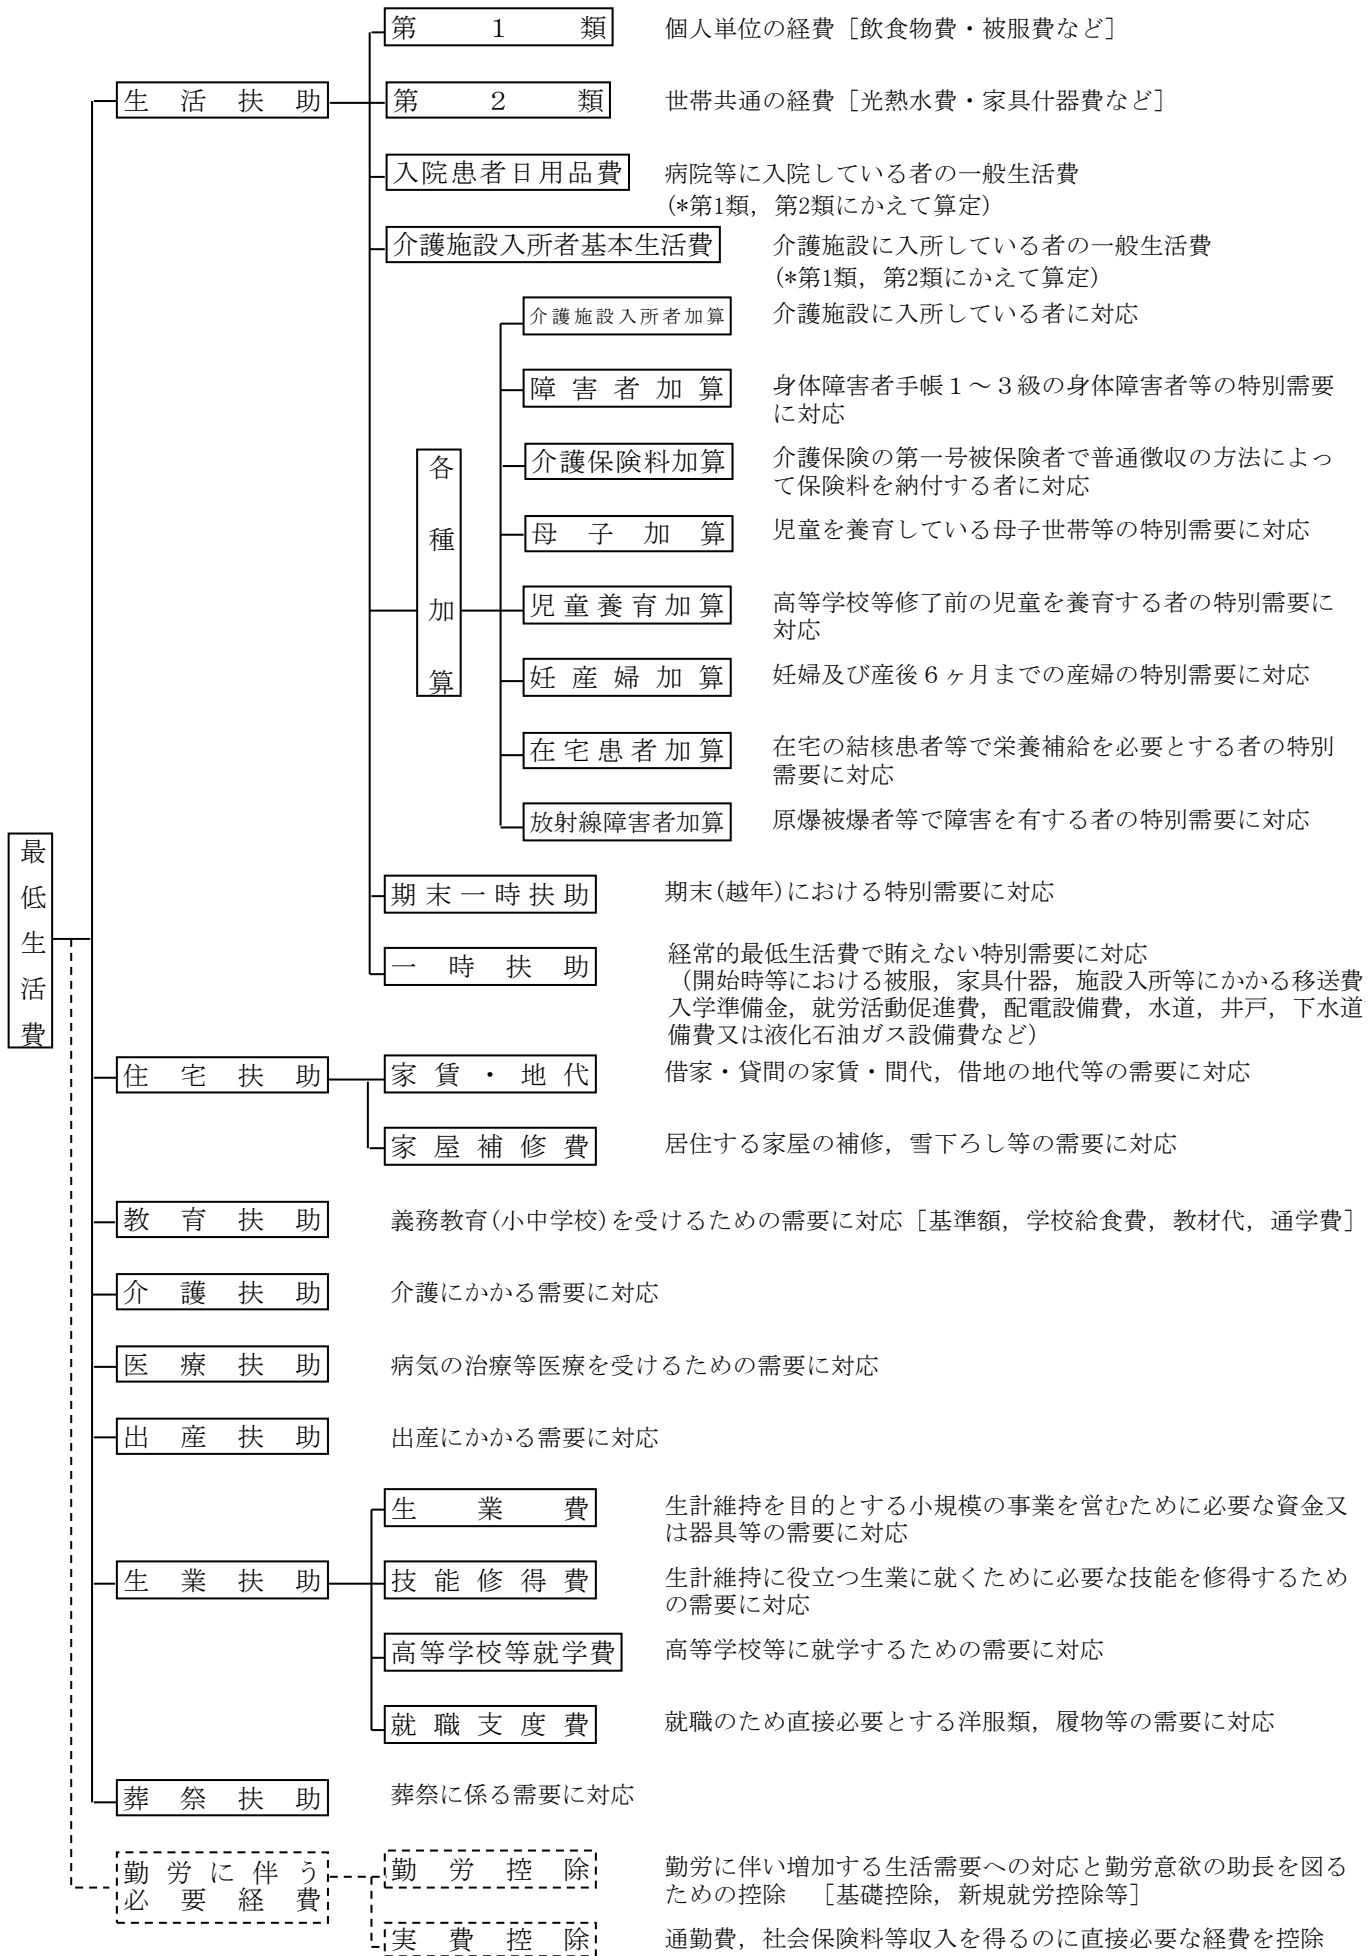 第1類
個人単位の経費［飲食物費・被服費など］
生活扶助
第2類
世帯共通の経費［光熱水費・家具什器費など］
入院患者日用品費
病院等に入院している者の一般生活費
(*第1類，第2類にかえて算定)
介護施設入所者基本生活費
介護施設に入所している者の一般生活費
(*第1類，第2類にかえて算定)
介護施設入所者加算
介護施設に入所している者に対応
障害者加算
身体障害者手帳１～３級の身体障害者等の特別需要
に対応
各種加算
介護保険料加算
介護保険の第一号被保険者で普通徴収の方法によっ
て保険料を納付する者に対応
母子加算
児童を養育している母子世帯等の特別需要に対応
児童養育加算
高等学校等修了前の児童を養育する者の特別需要に
対応
妊産婦加算
妊婦及び産後６ヶ月までの産婦の特別需要に対応
在宅患者加算
在宅の結核患者等で栄養補給を必要とする者の特別
需要に対応
放射線障害者加算
原爆被爆者等で障害を有する者の特別需要に対応
最低生活費
期末一時扶助
期末(越年)における特別需要に対応
一時扶助
経常的最低生活費で賄えない特別需要に対応
（開始時等における被服，家具什器，施設入所等にかかる移送費
入学準備金，就労活動促進費，配電設備費，水道，井戸，下水道
備費又は液化石油ガス設備費など）
住宅扶助
家賃・地代
借家・貸間の家賃・間代，借地の地代等の需要に対応
家屋補修費
居住する家屋の補修，雪下ろし等の需要に対応
教育扶助
義務教育(小中学校)を受けるための需要に対応［基準額，学校給食費，教材代，通学費］
介護扶助
介護にかかる需要に対応
医療扶助
病気の治療等医療を受けるための需要に対応
出産扶助
出産にかかる需要に対応
生業費
生計維持を目的とする小規模の事業を営むために必要な資金又
は器具等の需要に対応
生業扶助
技能修得費
生計維持に役立つ生業に就くために必要な技能を修得するため
の需要に対応
高等学校等就学費
高等学校等に就学するための需要に対応
就職支度費
就職のため直接必要とする洋服類，履物等の需要に対応
葬祭扶助
葬祭に係る需要に対応
勤労に伴う
必要経費
勤労控除
勤労に伴い増加する生活需要への対応と勤労意欲の助長を図る
ための控除　［基礎控除，新規就労控除等］
実費控除
通勤費，社会保険料等収入を得るのに直接必要な経費を控除